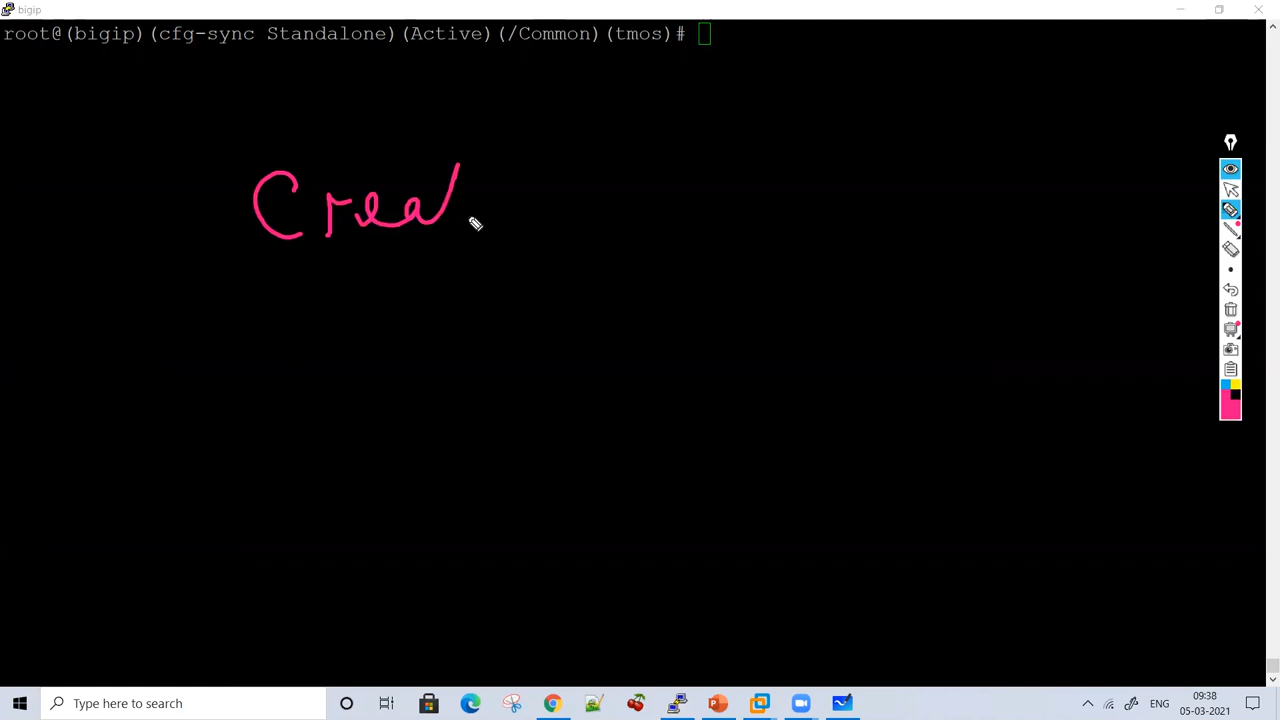 bigip
root@(bigip)(cfg-sync Standalone)(Active)(/Common)(tmos)#
Crea
Type here to search
ENG
09:38
05-03-2021